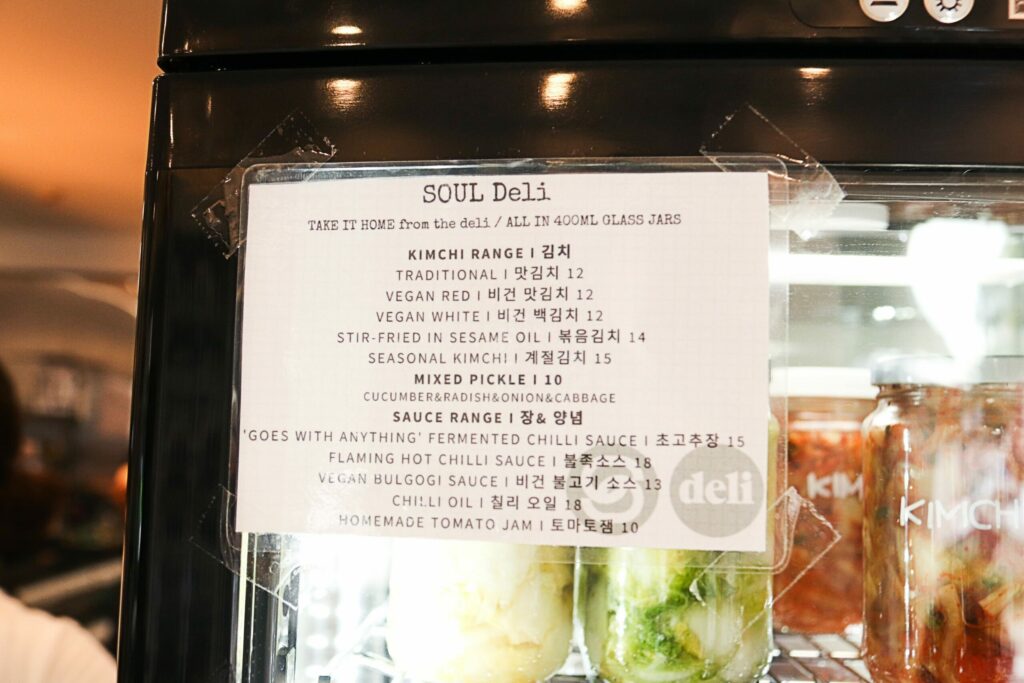 SOUL Deli
TAKE IT HOME from the deli / ALL IN 400ML GLASS JARS
KIMCHI RANGE I 김치
TRADITIONAL I 맛김치 12
VEGAN RED I 비건 맛김치 12
VEGAN WHITE I 비건 백김치 12
STIR-FRIED IN SESAME OIL I 볶음김치 14
SEASONAL KIMCHI I 계절김치 15
MIXED PICKLE I 10
CUCUMBER&RADISH&ONION&CABBAGE
SAUCE RANGE I 장& 양념
'GOES WITH ANYTHING' FERMENTED CHILLI SAUCE I 초고추장 15
FLAMING HOT CHILLI SAUCE I 불족소스 18
VEGAN BULGOGI SAUCE I 비건 불고기 소스 13
CHILLI OIL I 칠리 오일 18
HOMEMADE TOMATO JAM I 토마토잼 10
deli
KIM
KIMCH